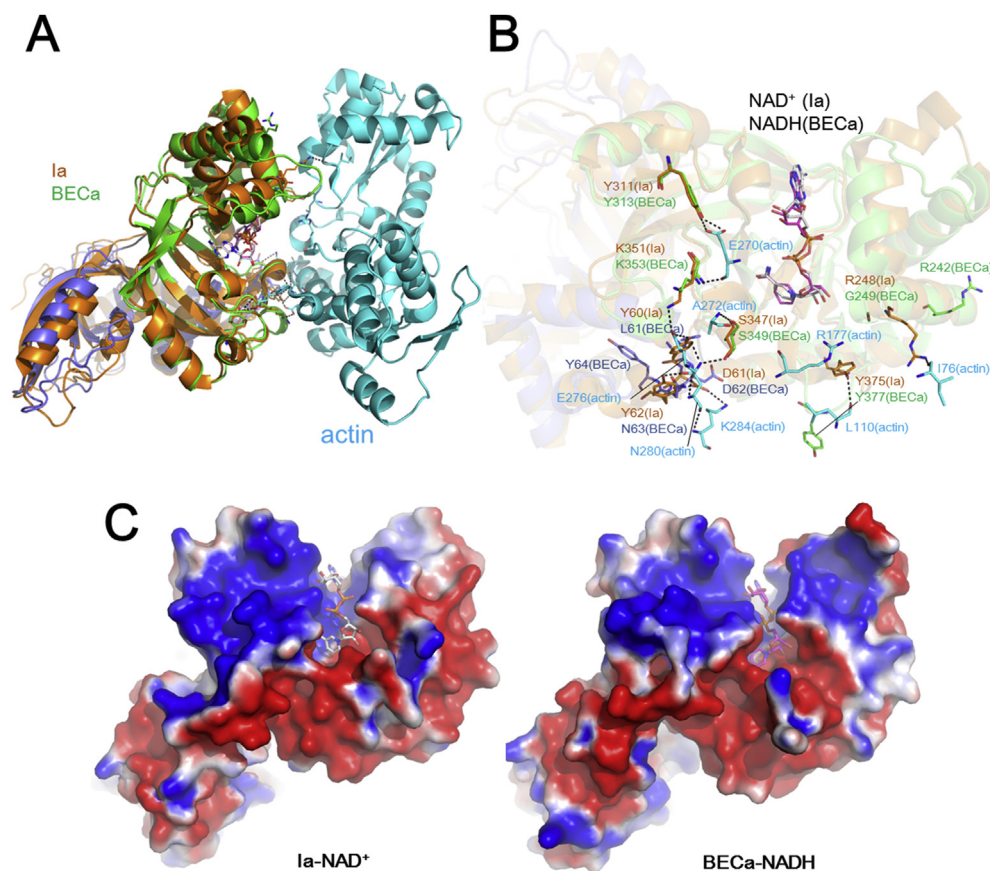 A
Ia
BECa
actin
B
NAD+ (Ia)
NADH(BECa)
Y311(Ia)
Y313(BECa)
E270(actin)
K351(Ia)
K353(BECa)
R242(BECa)
R248(Ia)
G249(BECa)
A272(actin)
Y60(Ia)
L61(BECa)
S347(Ia)
S349(BECa)
R177(actin)
Y64(BECa)
D61(Ia)
D62(BECa)
I76(actin)
Y375(Ia)
Y377(BECa)
E276(actin)
Y62(Ia)
N63(BECa)
K284(actin)
L110(actin)
N280(actin)
C
Ia-NAD+
BECa-NADH